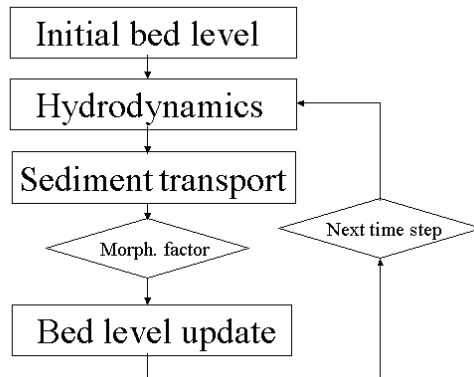 Initial bed level
Hydrodynamics
Sediment transport
Morph. factor
Next time step
Bed level update